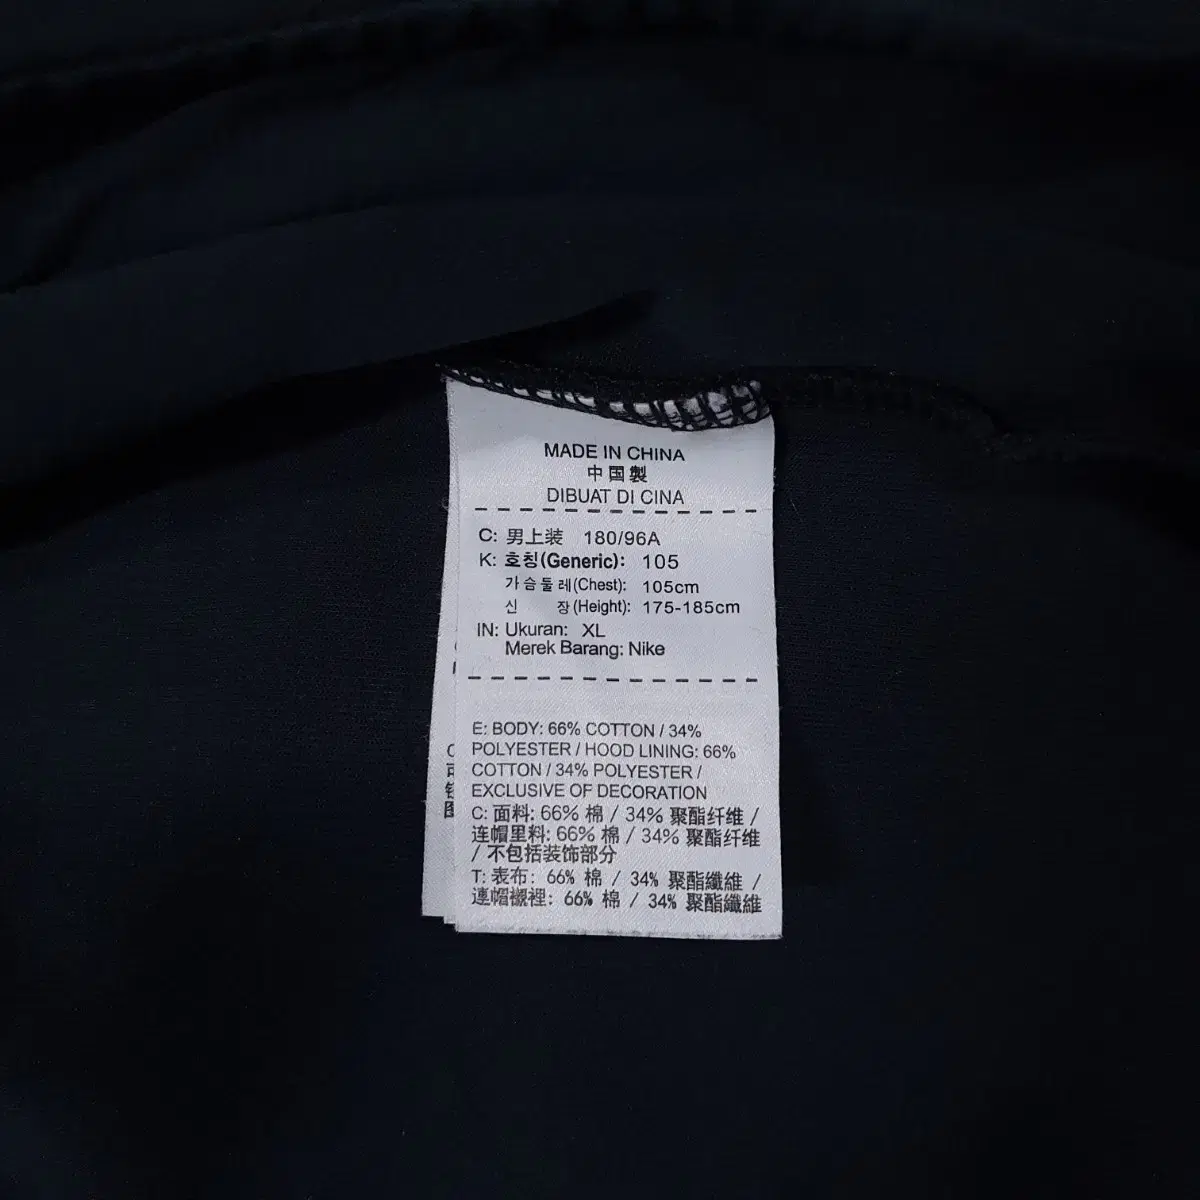 MADE IN CHINA
中国製
DIBUAT DI CINA
C: 男上装 180/96A
K: 호칭(Generic): 105
가슴둘레(Chest): 105cm
신 장(Height): 175-185cm
IN: Ukuran: XL
Merek Barang: Nike
E: BODY: 66% COTTON / 34%
POLYESTER / HOOD LINING: 66%
COTTON / 34% POLYESTER /
EXCLUSIVE OF DECORATION
C: 面料: 66% 棉 / 34% 聚酯纤维 /
连帽里料: 66% 棉 / 34% 聚酯纤维
/ 不包括装饰部分
T: 表布: 66% 棉 / 34% 聚酯纖維 /
連帽襯裡: 66% 棉 / 34% 聚酯纖維